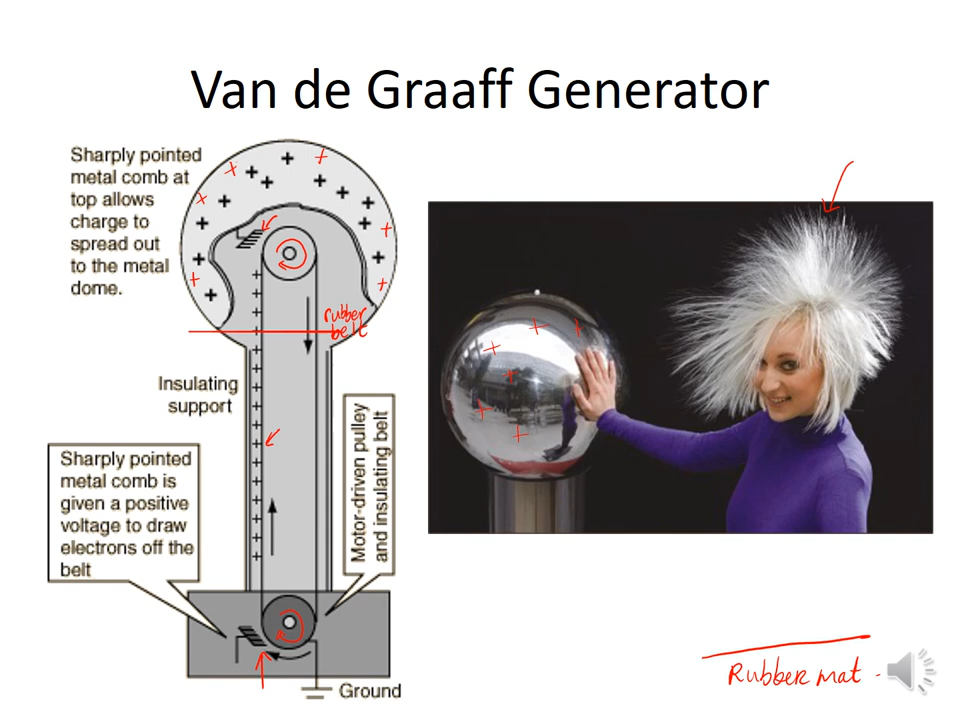 Van de Graaff Generator
Sharply pointed
metal comb at
top allows
charge to
spread out
to the metal
dome.
rubber
belt
Insulating
support
Motor-driven pulley
and insulating belt
Sharply pointed
metal comb is
given a positive
voltage to draw
electrons off the
belt
Ground
Rubber mat